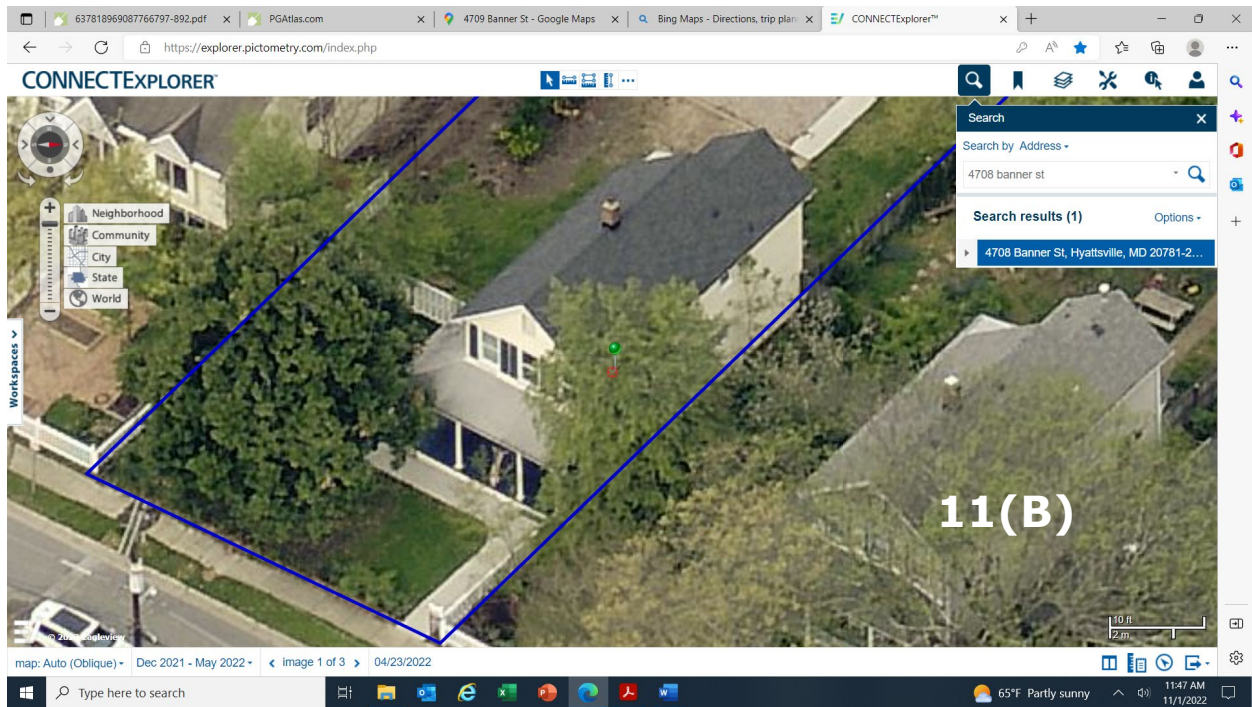 637818969087766797-892.pdf
PGAtlas.com
4709 Banner St - Google Maps
Bing Maps - Directions, trip plan
CONNECTExplorer™
https://explorer.pictometry.com/index.php
CONNECTEXPLORER™
Search
Search by Address
4708 banner st
Search results (1)
Options
4708 Banner St, Hyattsville, MD 20781-2...
Neighborhood
Community
City
State
World
Workspaces
11(B)
10 ft
2 m
Eagleview
map: Auto (Oblique)
Dec 2021 - May 2022
image 1 of 3
04/23/2022
Type here to search
65°F Partly sunny
11:47 AM
11/1/2022